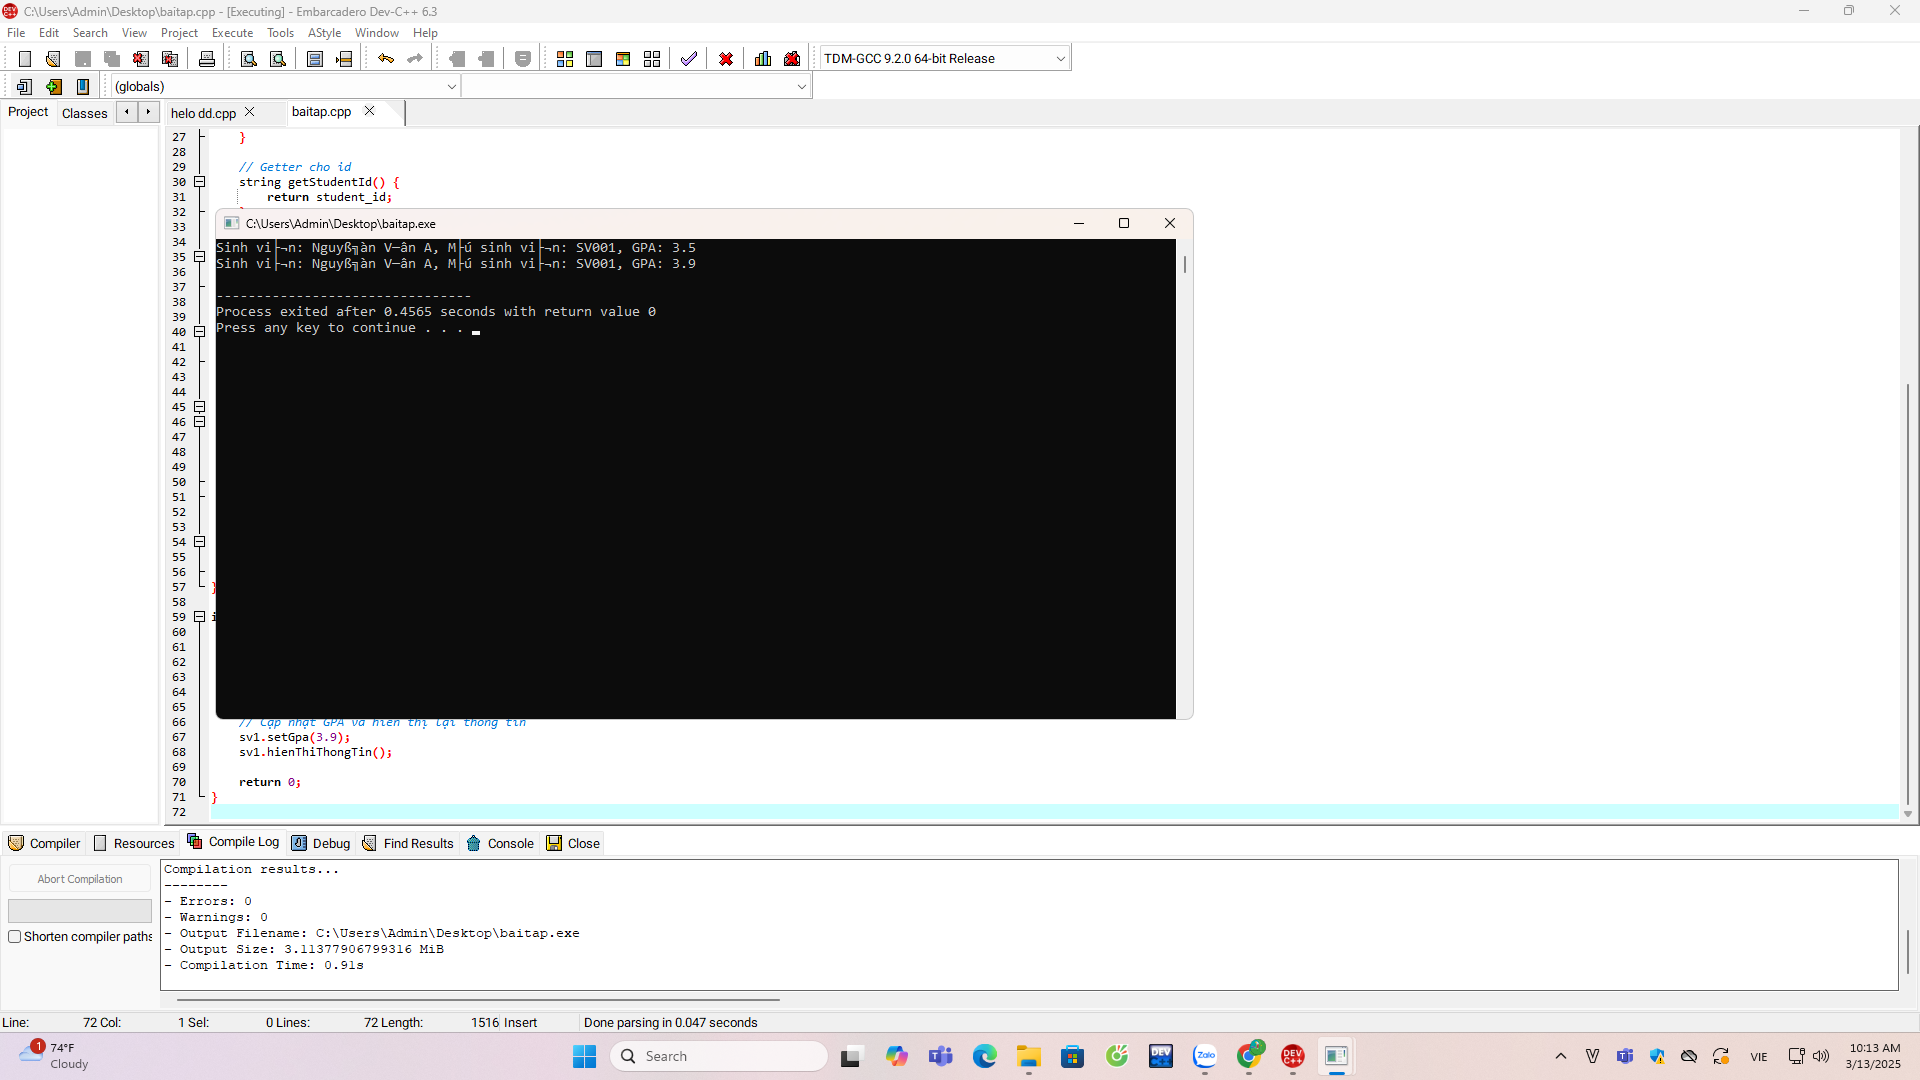 C:\Users\Admin\Desktop\baitap.cpp - [Executing] - Embarcadero Dev-C++ 6.3
File Edit Search View Project Execute Tools AStyle Window Help
TDM-GCC 9.2.0 64-bit Release
(globals)
Project Classes helo dd.cpp baitap.cpp
27 }
28
29 // Getter cho id
30 string getStudentId() {
31 return student_id;
32
33
34
35
36
37
38
39
40
41
42
43
44
45
46
47
48
49
50
51
52
53
54
55
56
57 }
58
59 i
60
61
62
63
64
65
66 // Cập nhật GPA và hiển thị lại thông tin
67 sv1.setGpa(3.9);
68 sv1.hienThiThongTin();
69
70 return 0;
71 }
72
C:\Users\Admin\Desktop\baitap.exe
Sinh vi├¬n: Nguyß╗àn V─ân A, M├ú sinh vi├¬n: SV001, GPA: 3.5
Sinh vi├¬n: Nguyß╗àn V─ân A, M├ú sinh vi├¬n: SV001, GPA: 3.9
--------------------------------
Process exited after 0.4565 seconds with return value 0
Press any key to continue . . .
Compiler Resources Compile Log Debug Find Results Console Close
Abort Compilation
Shorten compiler paths
Compilation results...
--------
- Errors: 0
- Warnings: 0
- Output Filename: C:\Users\Admin\Desktop\baitap.exe
- Output Size: 3.11377906799316 MiB
- Compilation Time: 0.91s
Line: 72 Col: 1 Sel: 0 Lines: 72 Length: 1516 Insert Done parsing in 0.047 seconds
1
74°F
Cloudy
Search
DEV
Zalo
DEV C++
VIE
10:13 AM
3/13/2025